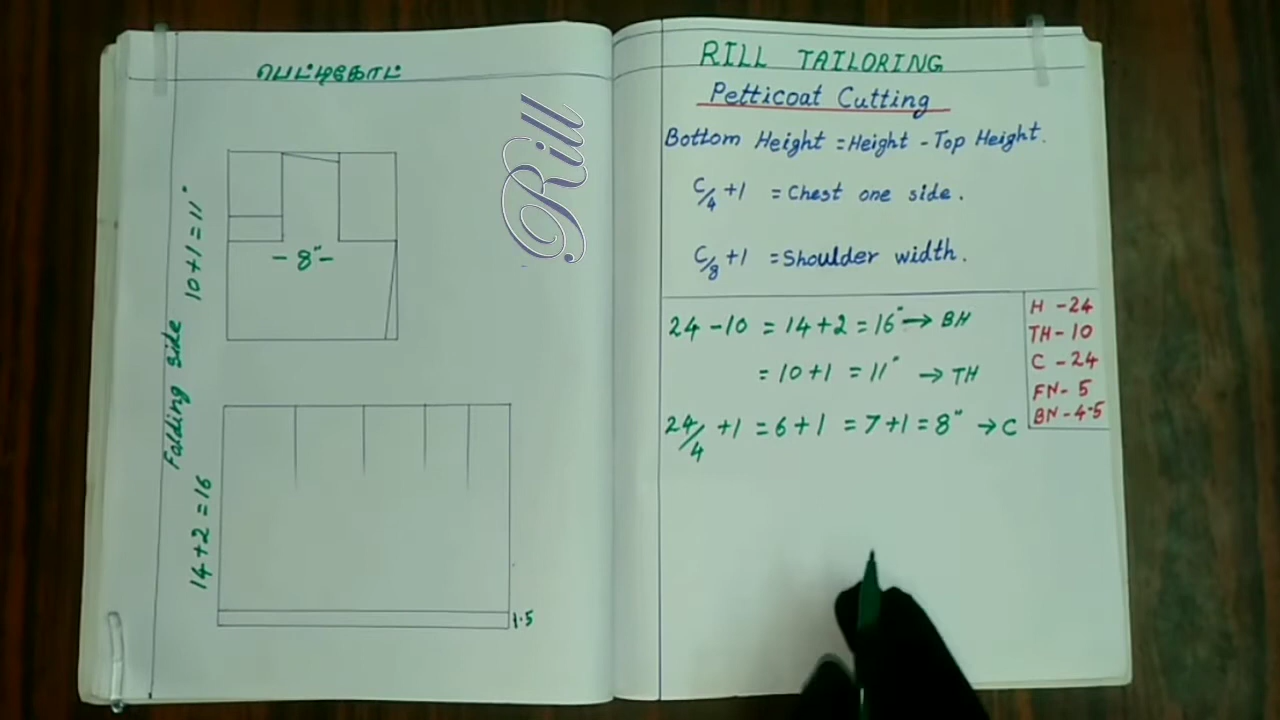 பெட்டிகோட்
Rill
Folding side 10+1=11"
- 8" -
14+2=16
1.5
RILL TAILORING
Petticoat Cutting
Bottom Height = Height - Top Height.
C/4 +1 = Chest one side.
C/8 +1 = Shoulder width.
24 -10 = 14+2 = 16" → BH
= 10+1 = 11" → TH
24/4 +1 = 6+1 = 7+1 = 8" → C
H - 24
TH - 10
C - 24
FN - 5
BN - 4.5